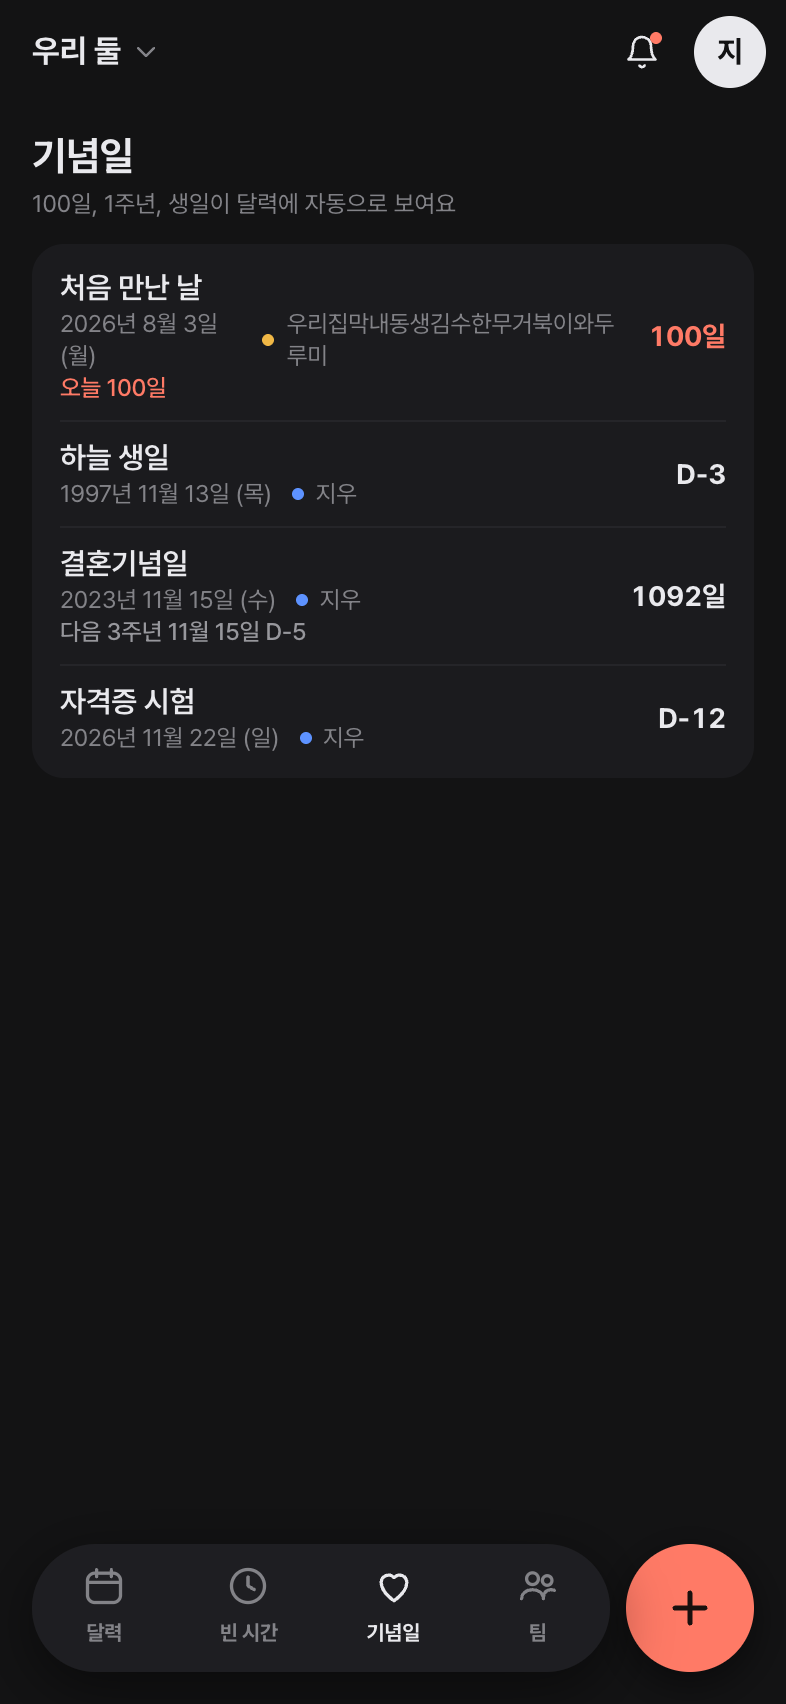 우리 둘
지
기념일
100일, 1주년, 생일이 달력에 자동으로 보여요
처음 만난 날
2026년 8월 3일 (월)
우리집막내동생김수한무거북이와두루미
오늘 100일
100일
하늘 생일
1997년 11월 13일 (목) 지우
D-3
결혼기념일
2023년 11월 15일 (수) 지우
다음 3주년 11월 15일 D-5
1092일
자격증 시험
2026년 11월 22일 (일) 지우
D-12
달력
빈 시간
기념일
팀